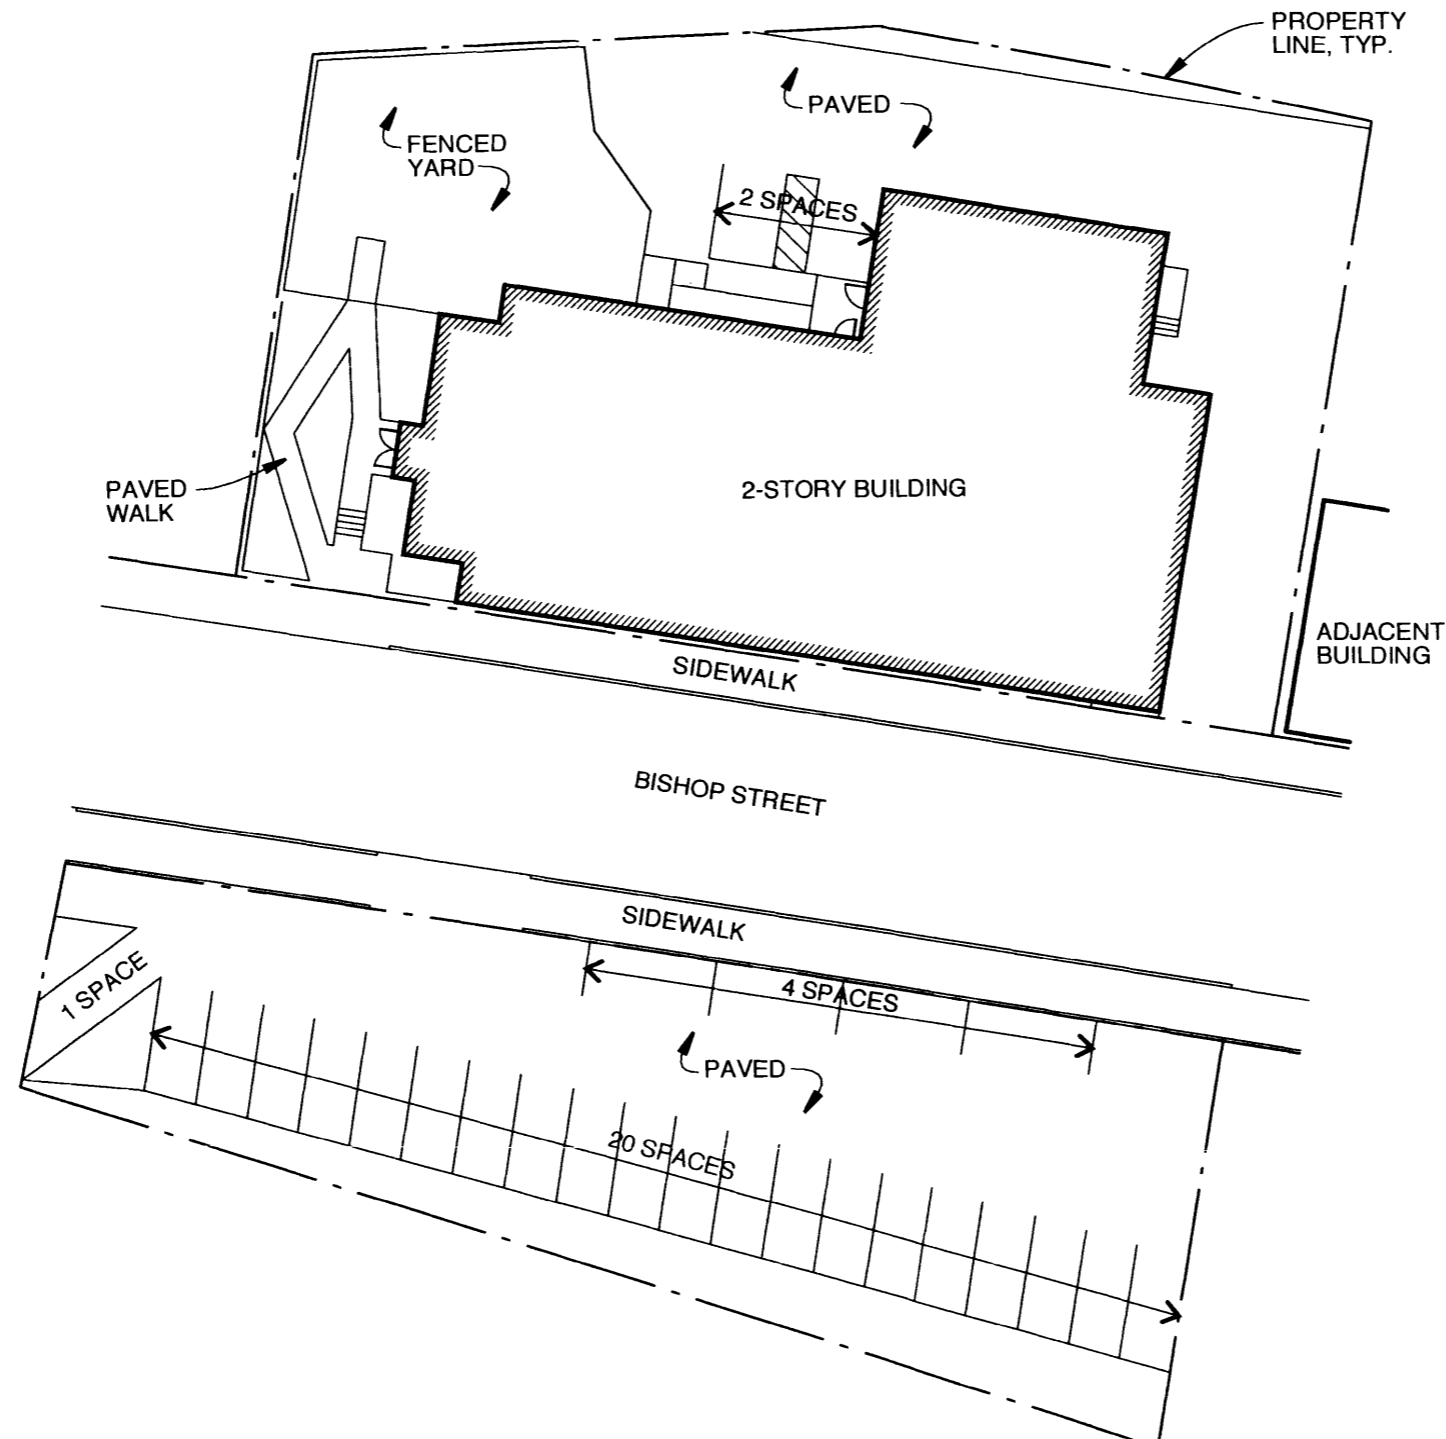 PROPERTY
LINE, TYP.
PAVED
FENCED
YARD
2 SPACES
PAVED
WALK
2-STORY BUILDING
ADJACENT
BUILDING
SIDEWALK
BISHOP STREET
SIDEWALK
1 SPACE
4 SPACES
PAVED
20 SPACES